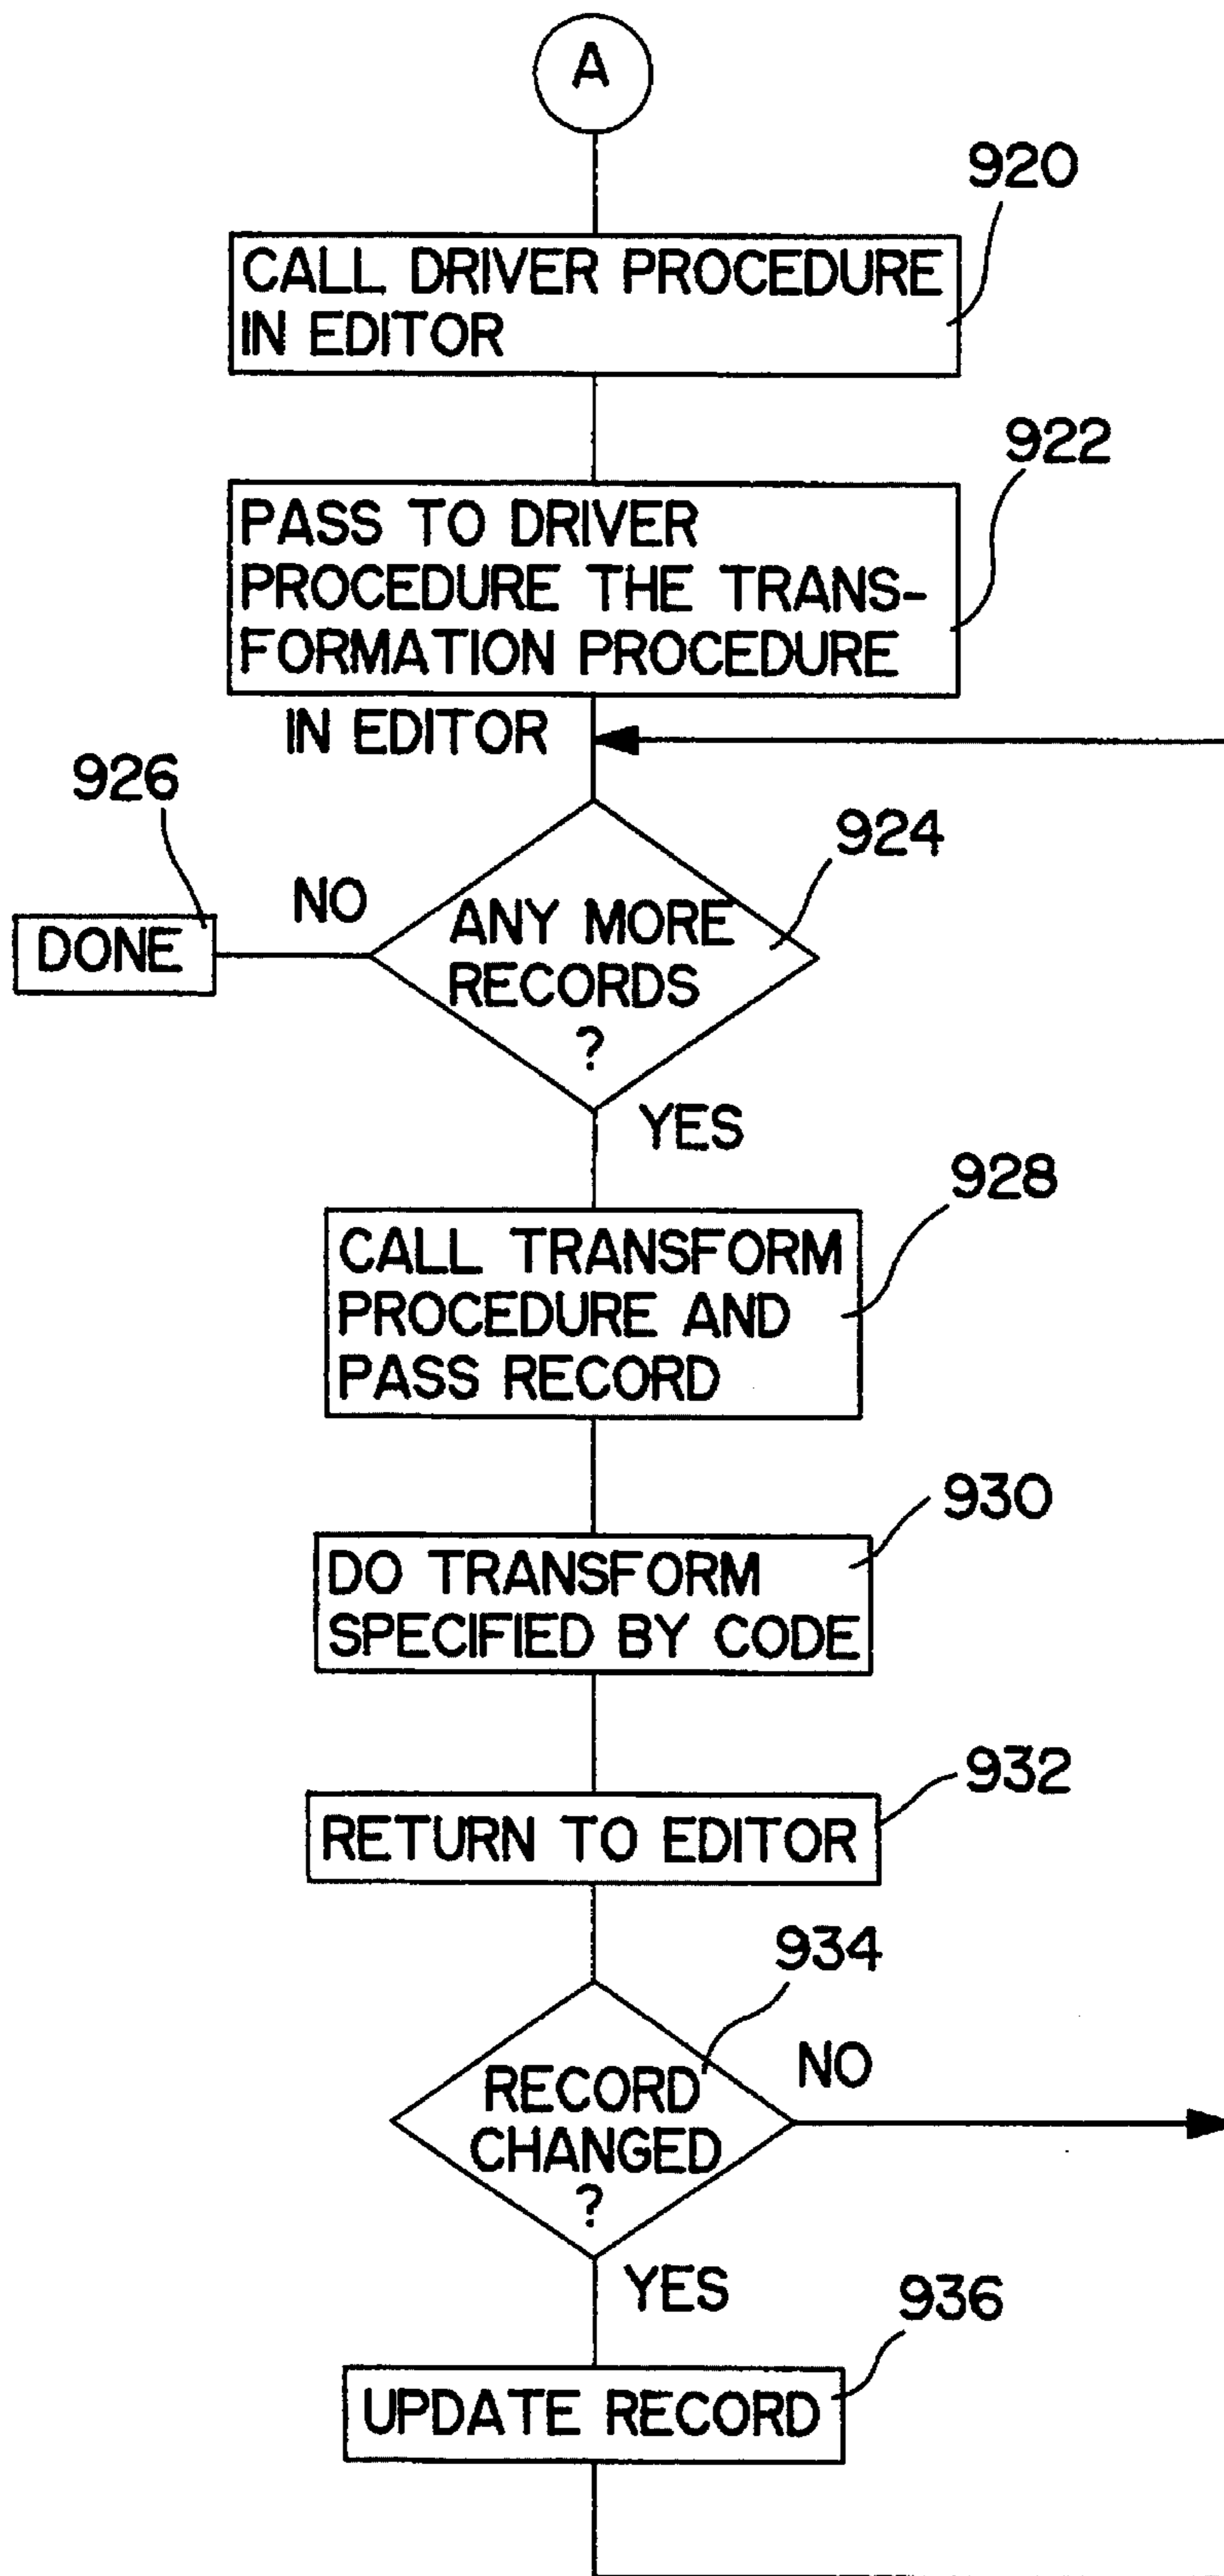 A
920
CALL DRIVER PROCEDURE
IN EDITOR
922
PASS TO DRIVER
PROCEDURE THE TRANS-
FORMATION PROCEDURE
IN EDITOR
926
924
NO
ANY MORE
RECORDS
?
DONE
YES
928
CALL TRANSFORM
PROCEDURE AND
PASS RECORD
930
DO TRANSFORM
SPECIFIED BY CODE
932
RETURN TO EDITOR
934
NO
RECORD
CHANGED
?
YES
936
UPDATE RECORD